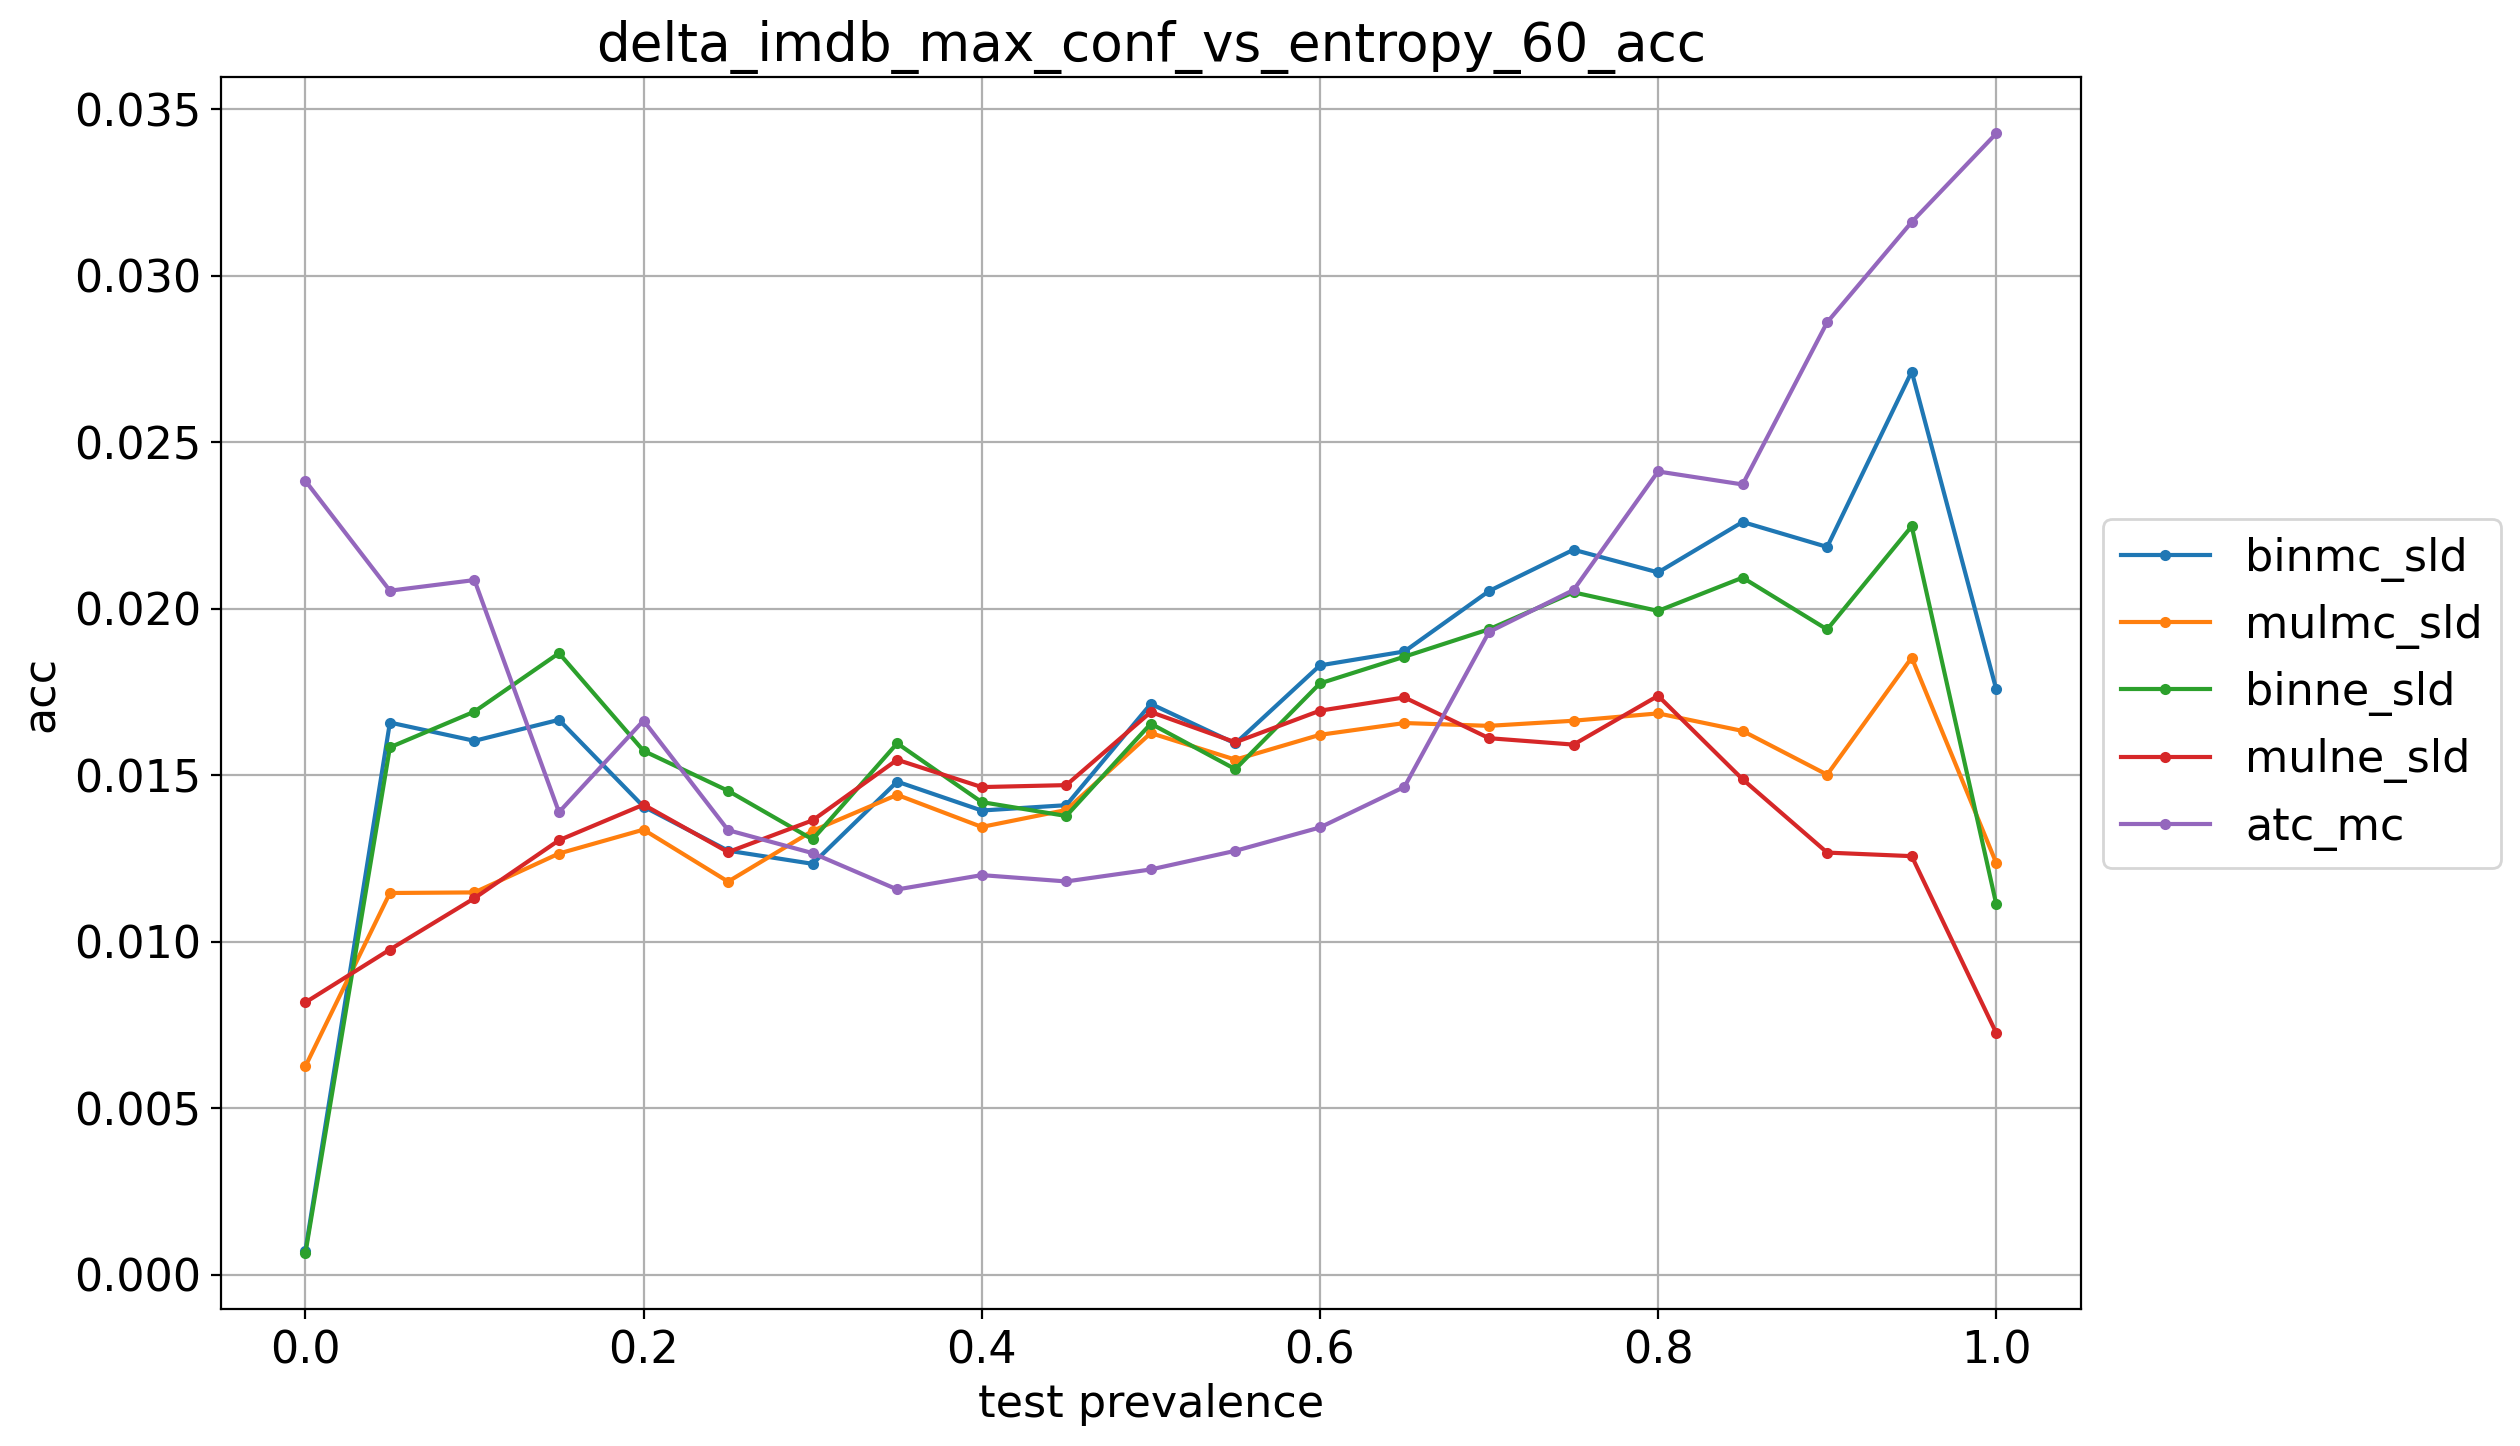 delta_imdb_max_conf_vs_entropy_60_acc
0.035
0.030
0.025
0.020
0.015
0.010
0.005
0.000
acc
0.0 0.2 0.4 0.6 0.8 1.0
test prevalence
binmc_sld
mulmc_sld
binne_sld
mulne_sld
atc_mc